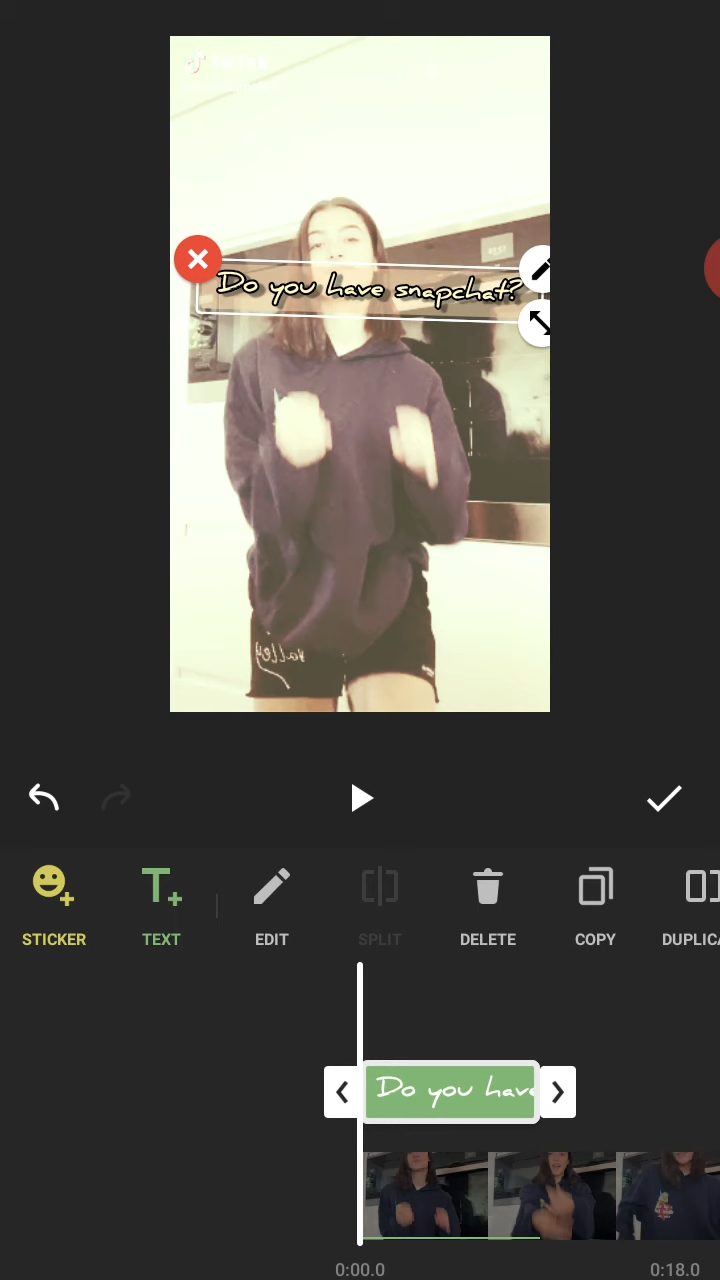 TikTok
Do you have snapchat?
STICKER
TEXT
EDIT
SPLIT
DELETE
COPY
DUPLICA
Do you have
0:00.0
0:18.0